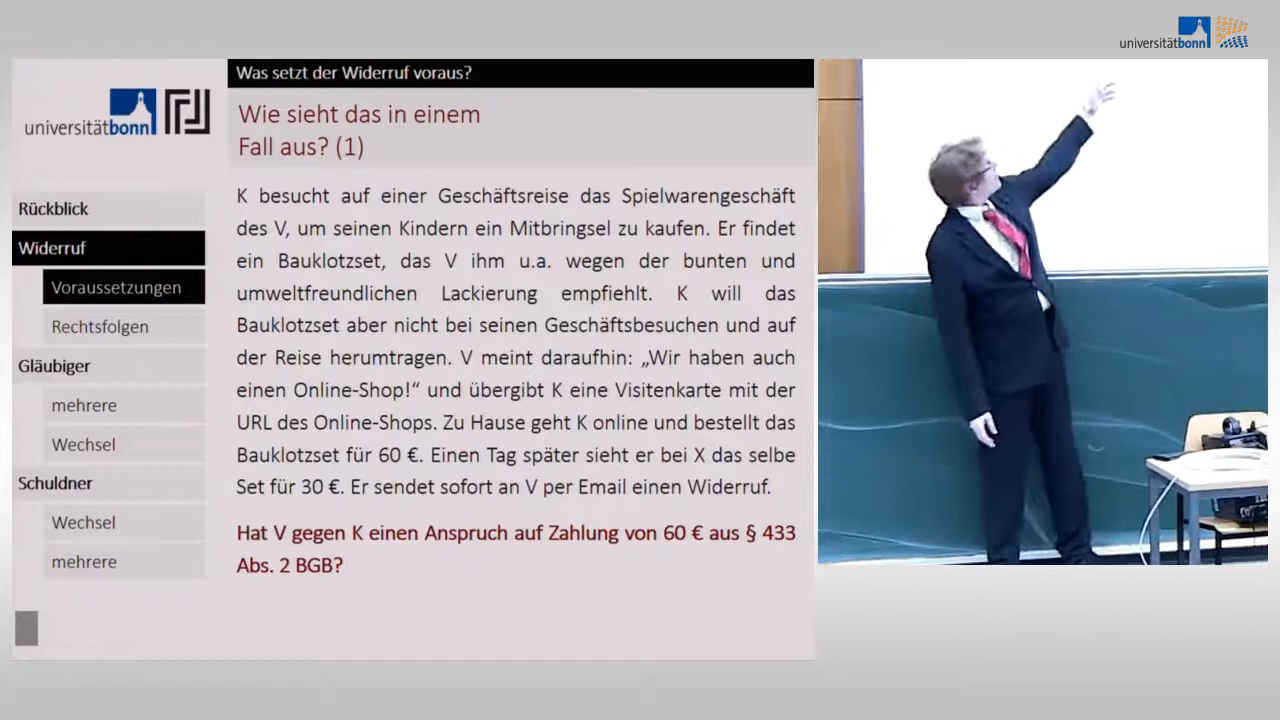 universitätbonn
Was setzt der Widerruf voraus?
universitätbonn
Wie sieht das in einem
Fall aus? (1)
Rückblick
Widerruf
Voraussetzungen
Rechtsfolgen
Gläubiger
mehrere
Wechsel
Schuldner
Wechsel
mehrere
K besucht auf einer Geschäftsreise das Spielwarengeschäft
des V, um seinen Kindern ein Mitbringsel zu kaufen. Er findet
ein Bauklotzset, das V ihm u.a. wegen der bunten und
umweltfreundlichen Lackierung empfiehlt. K will das
Bauklotzset aber nicht bei seinen Geschäftsbesuchen und auf
der Reise herumtragen. V meint daraufhin: „Wir haben auch
einen Online-Shop!“ und übergibt K eine Visitenkarte mit der
URL des Online-Shops. Zu Hause geht K online und bestellt das
Bauklotzset für 60 €. Einen Tag später sieht er bei X das selbe
Set für 30 €. Er sendet sofort an V per Email einen Widerruf.
Hat V gegen K einen Anspruch auf Zahlung von 60 € aus § 433
Abs. 2 BGB?